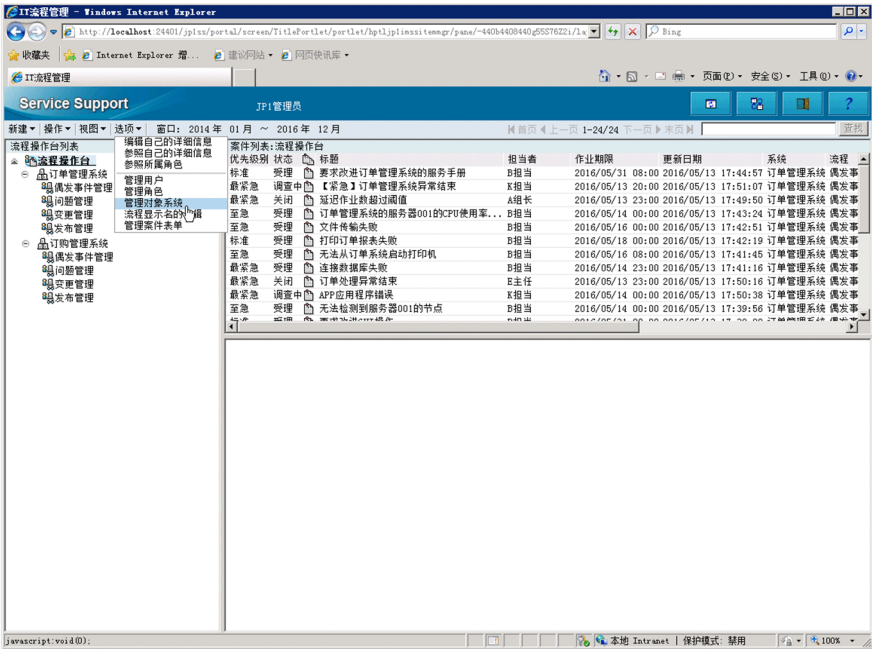 IT流程管理 - Windows Internet Explorer
http://localhost:24401/jp1ss/portal/screen/TitlePortlet/portlet/hptljp1imssitemngr/pane/-440b4408440g55S76Z2i/la
Bing
收藏夹 Internet Explorer 增... 建议网站 网页快讯库
IT流程管理
页面(P) 安全(S) 工具(O)
Service Support JP1管理员
?
新建 操作 视图 选项 窗口: 2014 年 01 月 ～ 2016 年 12 月
首页 上一页 1-24/24 下一页 末页 查找
流程操作台列表
流程操作台
订单管理系统
偶发事件管理
问题管理
变更管理
发布管理
订购管理系统
偶发事件管理
问题管理
变更管理
发布管理
编辑自己的详细信息
参照自己的详细信息
参照所属角色
管理用户
管理角色
管理对象系统
流程显示名的 辑
管理案件表单
案件列表:流程操作台
优先级别 状态 标题 担当者 作业期限 更新日期 系统 流程
标准 受理 要求改进订单管理系统的服务手册 B担当 2016/05/31 08:00 2016/05/13 17:44:57 订单管理系统 偶发事
最紧急 调查中 【紧急】订单管理系统异常结束 K担当 2016/05/13 20:00 2016/05/13 17:51:07 订单管理系统 偶发事
最紧急 关闭 延迟作业数超过阈值 A组长 2016/05/13 23:00 2016/05/13 17:49:50 订单管理系统 偶发事
至急 受理 订单管理系统的服务器001的CPU使用率... B担当 2016/05/14 00:00 2016/05/13 17:43:24 订单管理系统 偶发事
至急 受理 文件传输失败 B担当 2016/05/14 00:00 2016/05/13 17:42:51 订单管理系统 偶发事
标准 受理 打印订单报表失败 B担当 2016/05/18 00:00 2016/05/13 17:42:19 订单管理系统 偶发事
至急 受理 无法从订单系统启动打印机 B担当 2016/05/16 08:00 2016/05/13 17:41:45 订单管理系统 偶发事
最紧急 受理 连接数据库失败 B担当 2016/05/14 23:00 2016/05/13 17:41:16 订单管理系统 偶发事
最紧急 关闭 订单处理异常结束 E主任 2016/05/13 23:00 2016/05/13 17:50:16 订单管理系统 偶发事
最紧急 调查中 APP应用程序错误 K担当 2016/05/14 00:00 2016/05/13 17:50:38 订单管理系统 偶发事
至急 受理 无法检测到服务器001的节点 B担当 2016/05/14 00:00 2016/05/13 17:39:56 订单管理系统 偶发事
javascript:void(0);
本地 Intranet | 保护模式: 禁用 100%